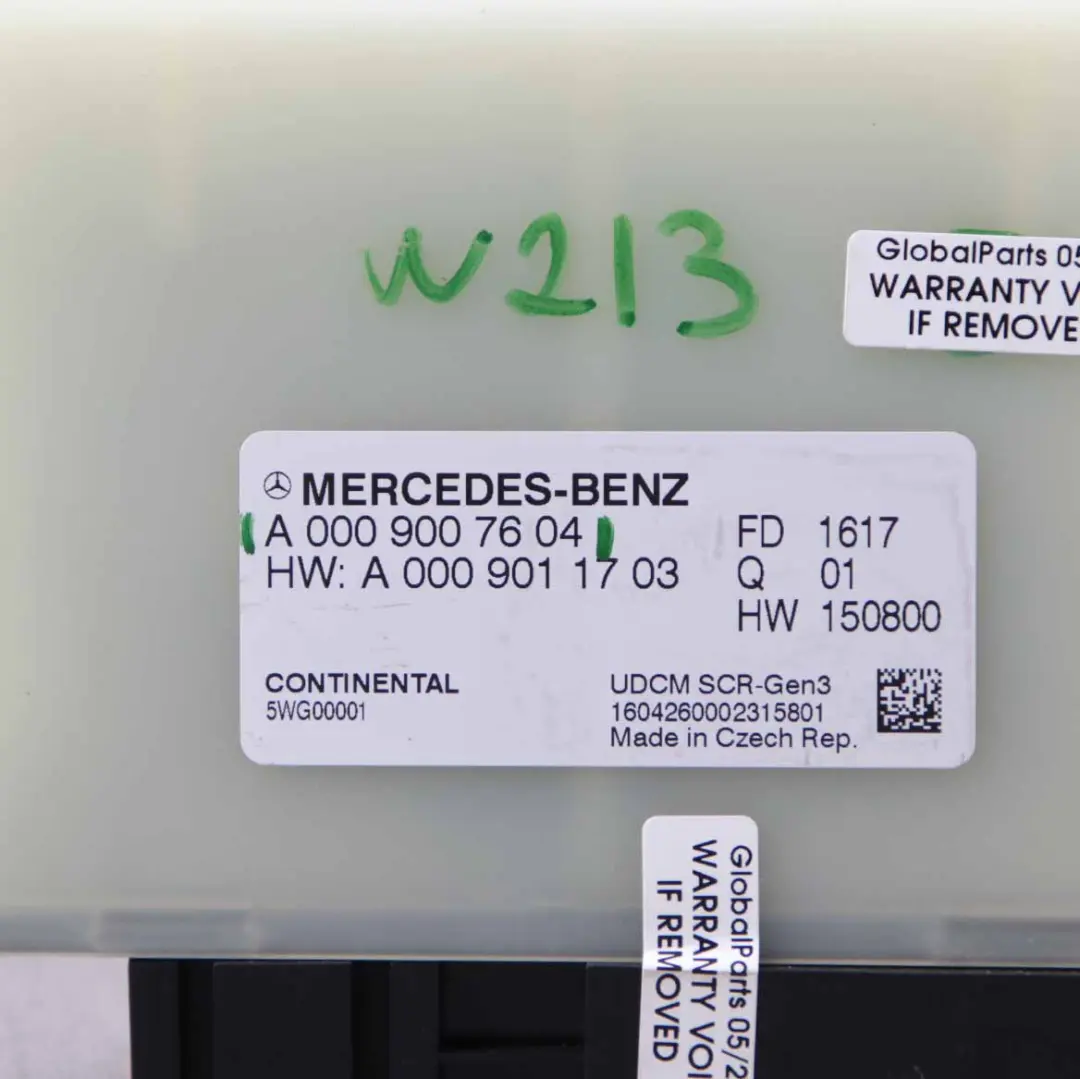 W213
GlobalParts 05
WARRANTY V
IF REMOVE
MERCEDES-BENZ
A 000 900 76 04
HW: A 000 901 17 03
FD 1617
Q 01
HW 150800
CONTINENTAL
5WG00001
UDCM SCR-Gen3
1604260002315801
Made in Czech Rep.
GlobalParts 05/2
WARRANTY VOI
IF REMOVED